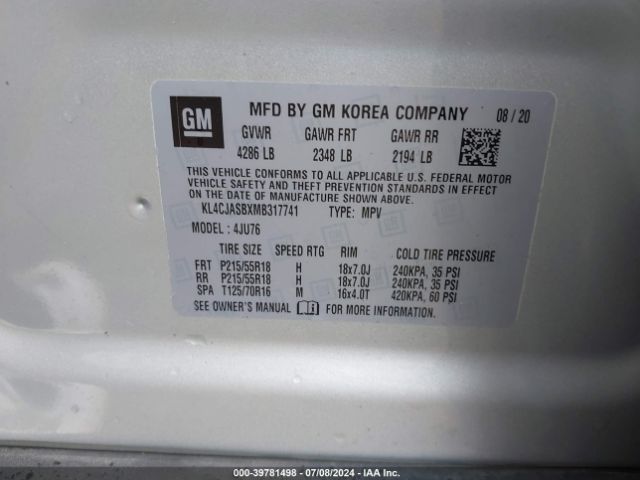 GM
MFD BY GM KOREA COMPANY 08 / 20
GVWR GAWR FRT GAWR RR
4286 LB 2348 LB 2194 LB
THIS VEHICLE CONFORMS TO ALL APPLICABLE U.S. FEDERAL MOTOR
VEHICLE SAFETY AND THEFT PREVENTION STANDARDS IN EFFECT
ON THE DATE OF MANUFACTURE SHOWN ABOVE.
KL4CJASBXMB317741 TYPE: MPV
MODEL : 4JU76
TIRE SIZE SPEED RTG RIM COLD TIRE PRESSURE
FRT P215/55R18 H 18x7.0J 240KPA, 35 PSI
RR P215/55R18 H 18x7.0J 240KPA, 35 PSI
SPA T125/70R16 M 16x4.0T 420KPA, 60 PSI
SEE OWNER'S MANUAL FOR MORE INFORMATION.
000-39781498 - 07/08/2024 - IAA Inc.